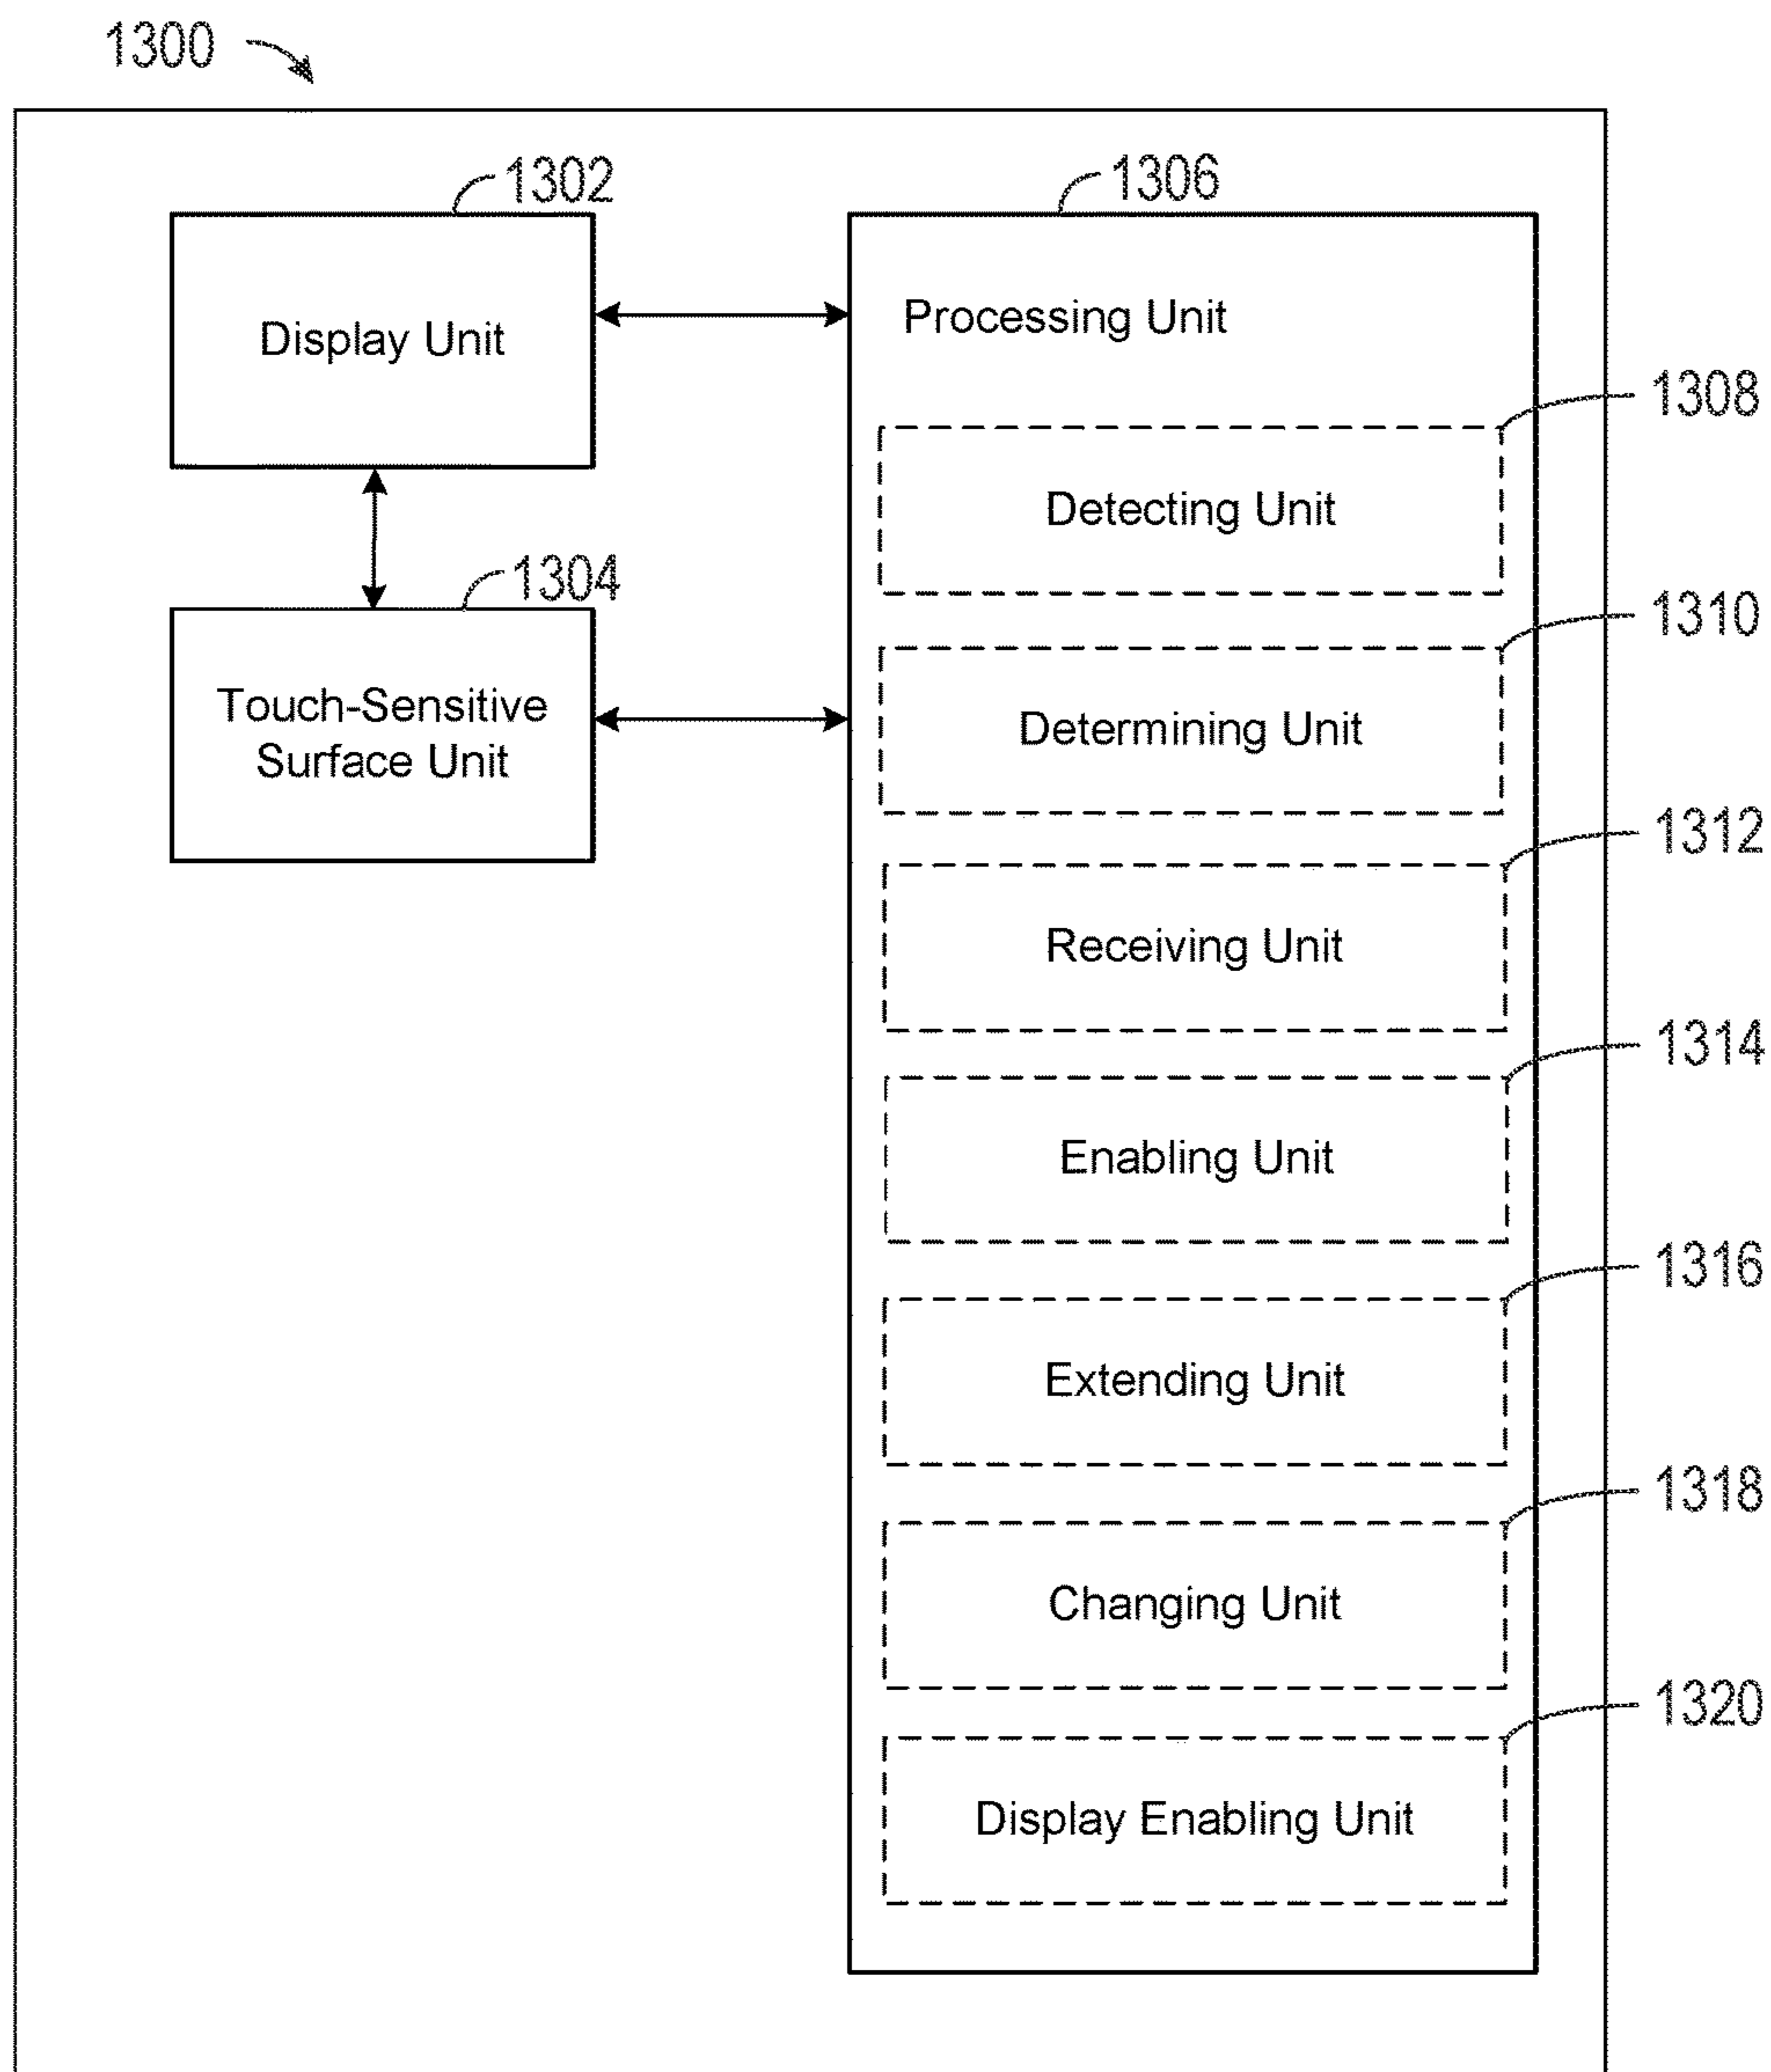 1300
1302
1306
Display Unit
Processing Unit
1308
Detecting Unit
1304
1310
Touch-Sensitive
Surface Unit
Determining Unit
1312
Receiving Unit
1314
Enabling Unit
1316
Extending Unit
1318
Changing Unit
1320
Display Enabling Unit